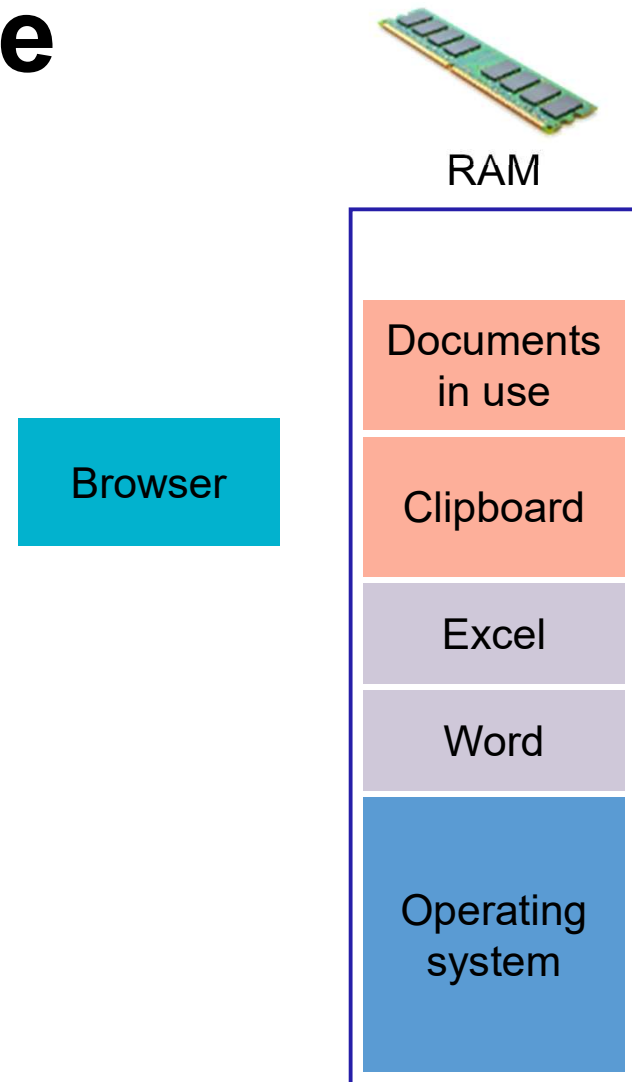 e
RAM
Documents
in use
Browser
Clipboard
Excel
Word
Operating
system